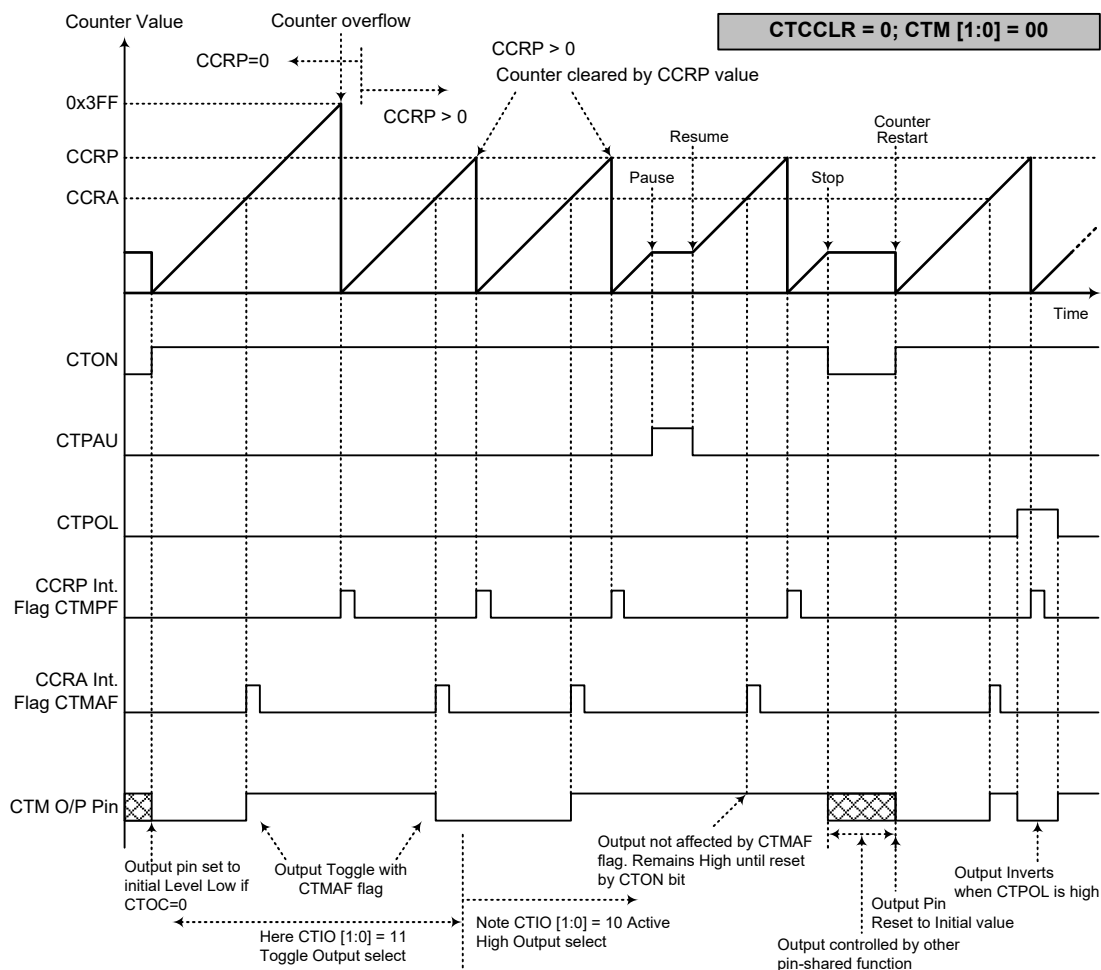 Counter Value
Counter overflow
CTCCLR = 0; CTM [1:0] = 00
CCRP=0
CCRP > 0
CCRP > 0
Counter cleared by CCRP value
0x3FF
CCRP
CCRA
Pause
Resume
Stop
Counter
Restart
Time
CTON
CTPAU
CTPOL
CCRP Int.
Flag CTMPF
CCRA Int.
Flag CTMAF
CTM O/P Pin
Output pin set to
initial Level Low if
CTOC=0
Output Toggle with
CTMAF flag
Here CTIO [1:0] = 11
Toggle Output select
Note CTIO [1:0] = 10 Active
High Output select
Output not affected by CTMAF
flag. Remains High until reset
by CTON bit
Output controlled by other
pin-shared function
Output Pin
Reset to Initial value
Output Inverts
when CTPOL is high